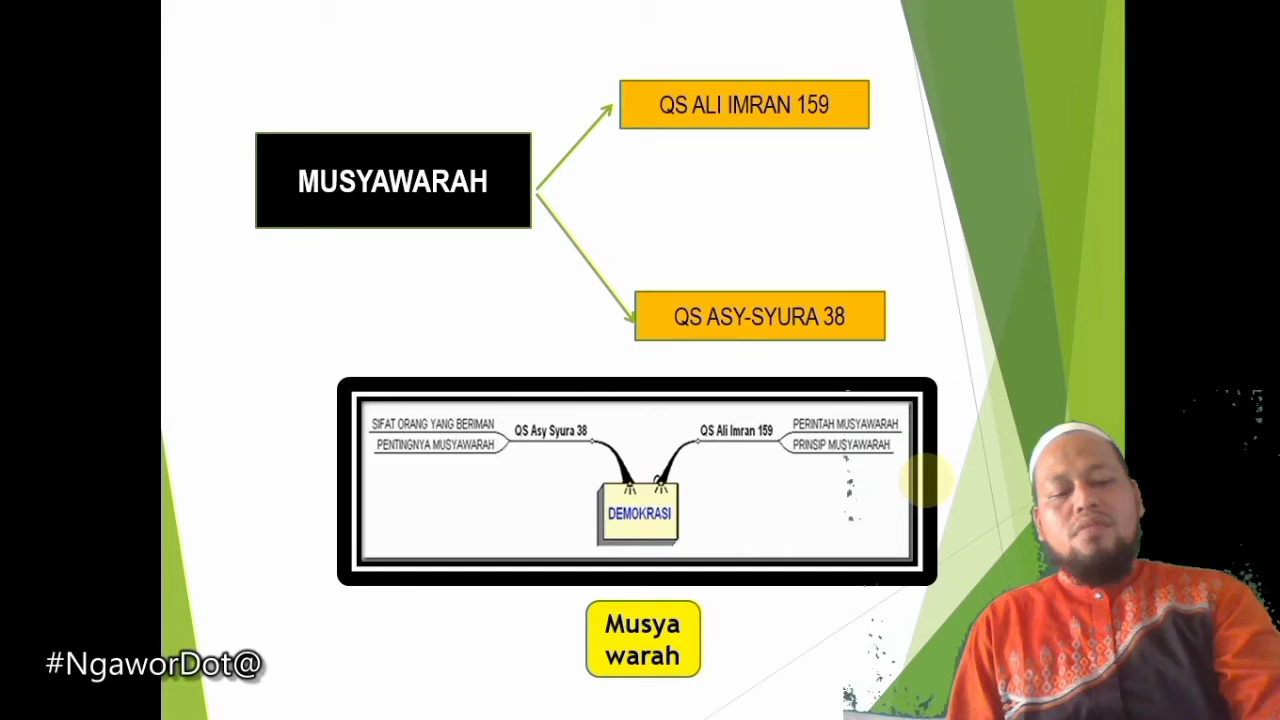 QS ALI IMRAN 159
MUSYAWARAH
QS ASY-SYURA 38
SIFAT ORANG YANG BERIMAN
PENTINGNYA MUSYAWARAH
QS Asy Syura 38
QS Ali Imran 159
PERINTAH MUSYAWARAH
PRINSIP MUSYAWARAH
DEMOKRASI
Musya
warah
#NgaworDot@